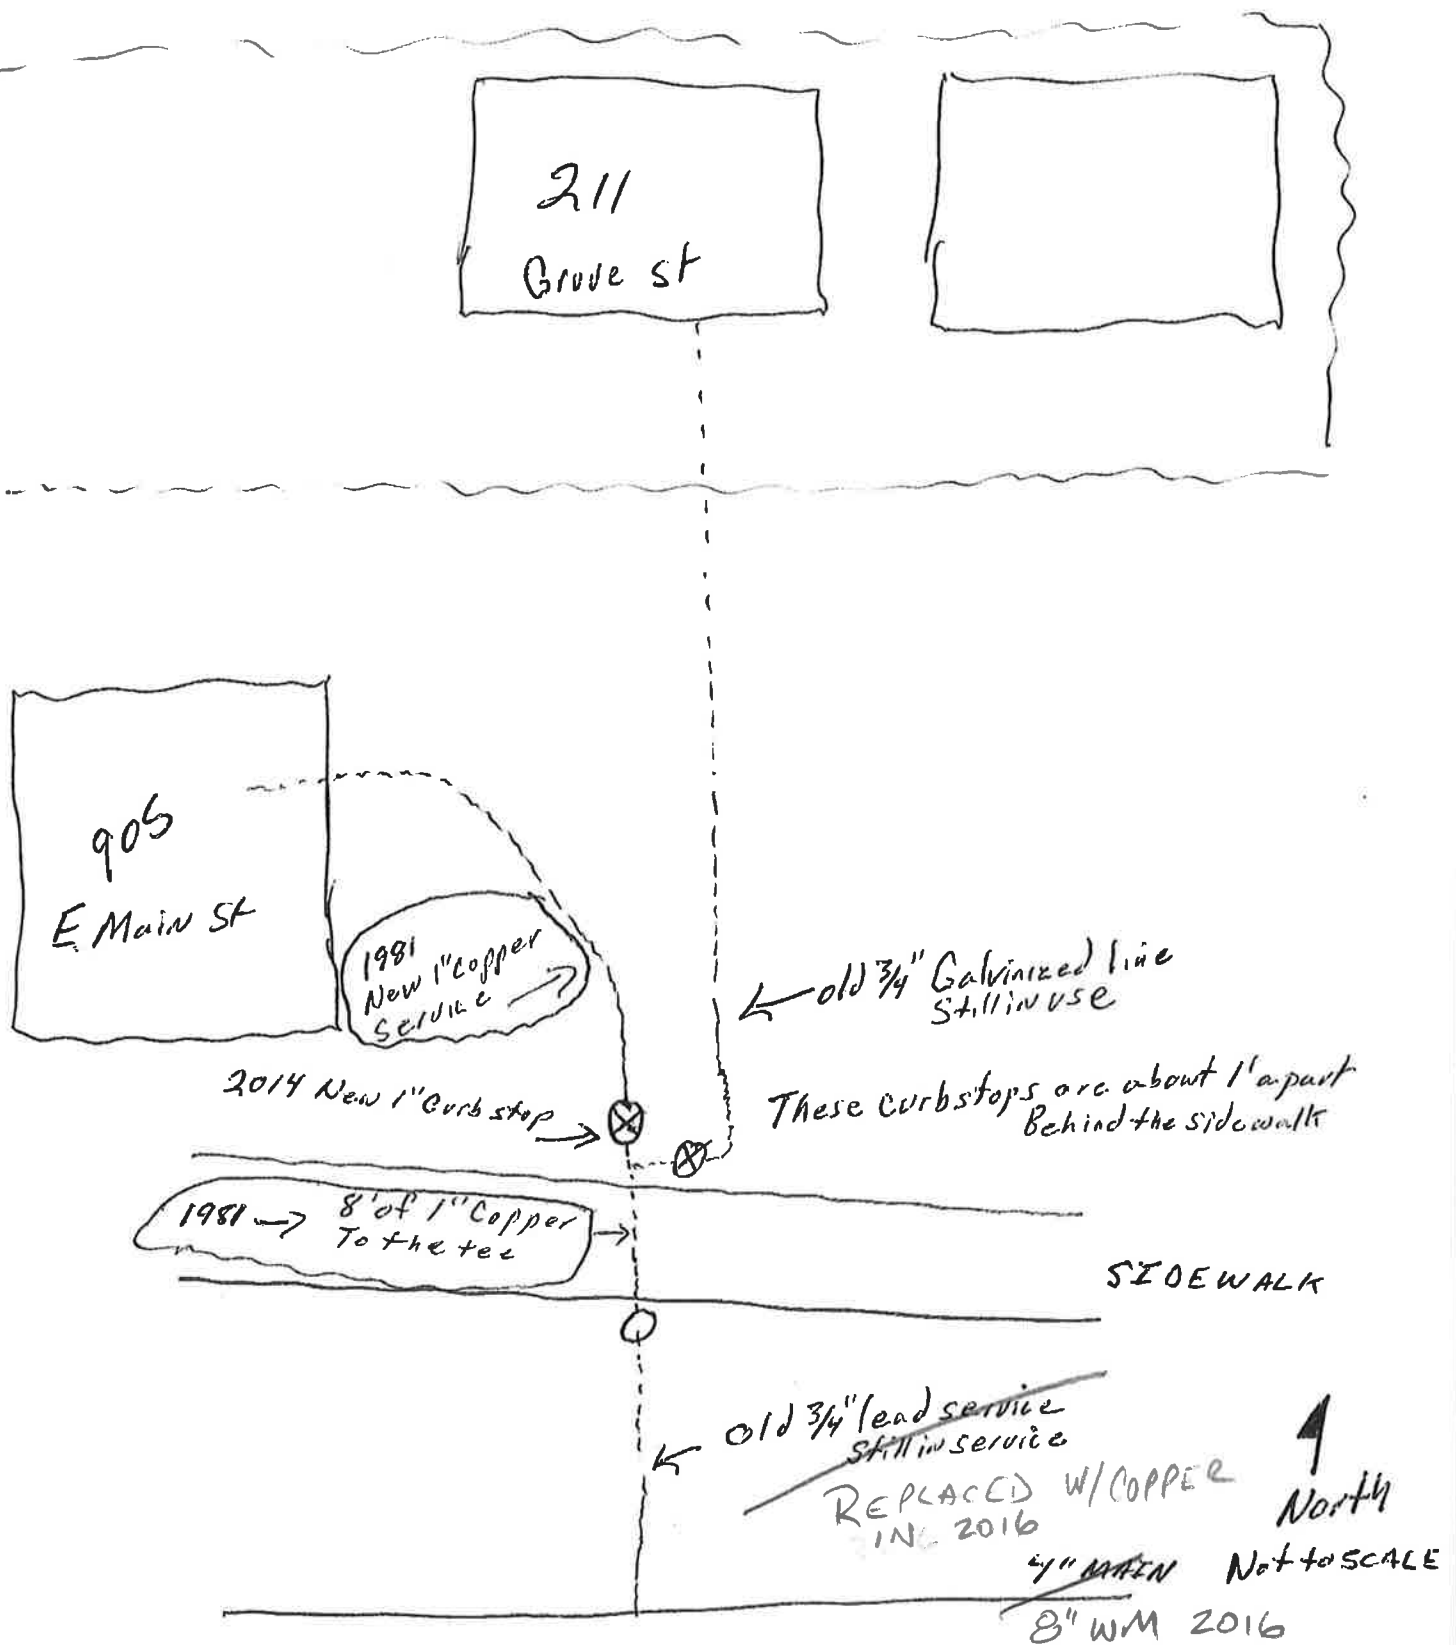 211
Grove st
905
E Main St
1981
New 1" Copper
Service
old 3/4" Galvinized line
Still in use
2014 New 1" Curb stop
These curbstops are about 1' apart
Behind the sidewalk
1981 → 8' of 1" Copper
To the tee
SIDEWALK
old 3/4" lead service
Still in service
REPLACED W/COPPER
IN 2016
North
4" MAIN
Not to SCALE
8" WM 2016